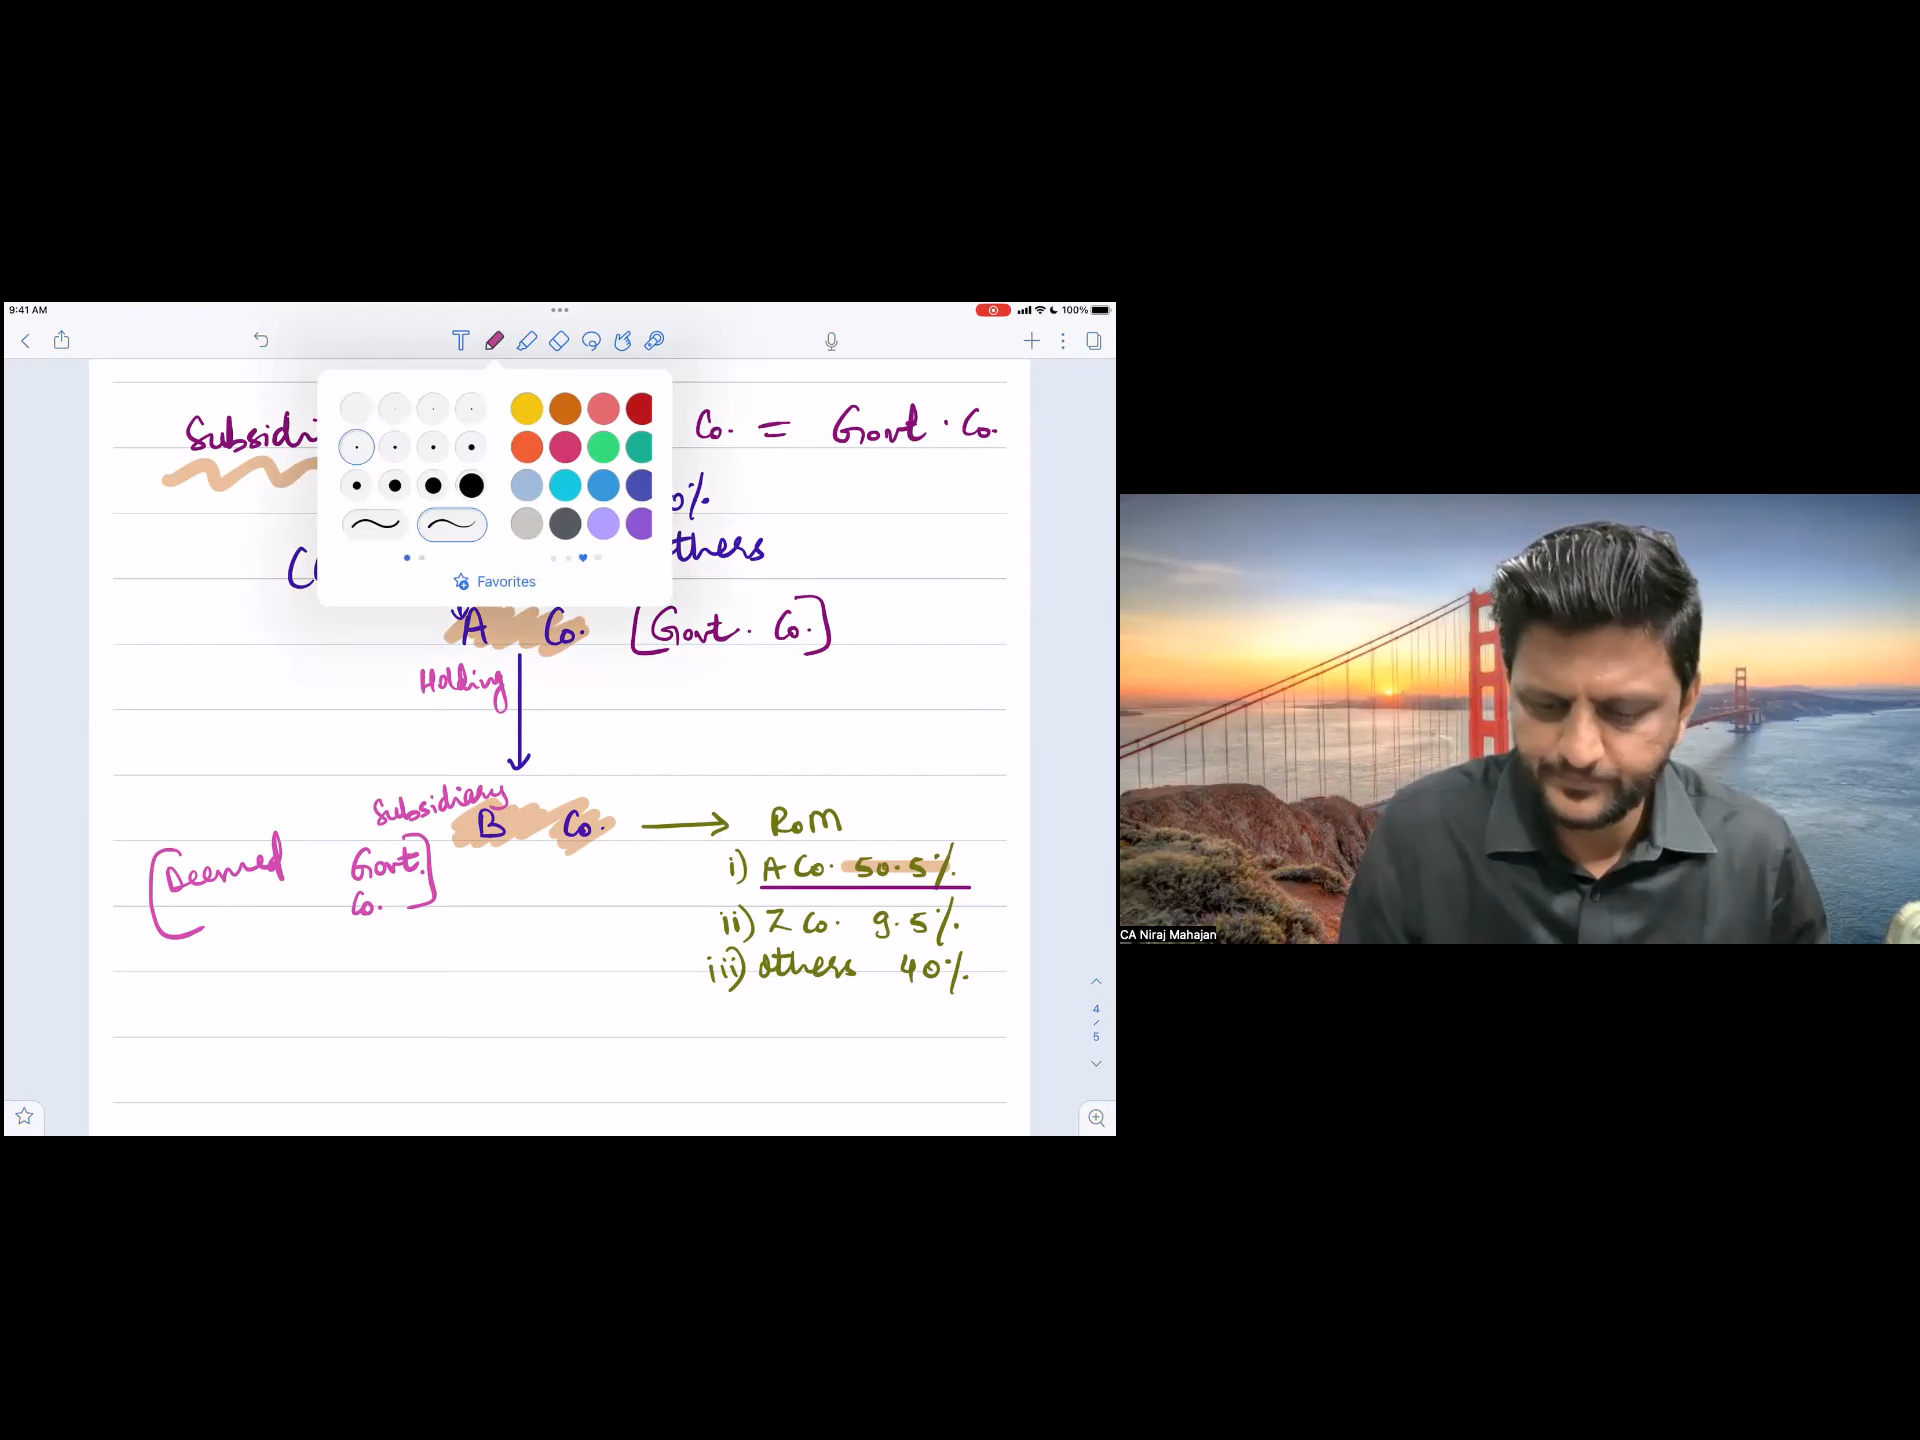 9:41 AM
100%
Subsidi
Co. = Govt. Co.
0%
thers
Favorites
A Co. [Govt. Co.]
Holding
Subsidiary
B Co. → RoM
[Deemed Govt. Co.]
i) A Co. 50.5%.
ii) Z Co. 9.5%.
iii) others 40%.
4
/
5
CA Niraj Mahajan